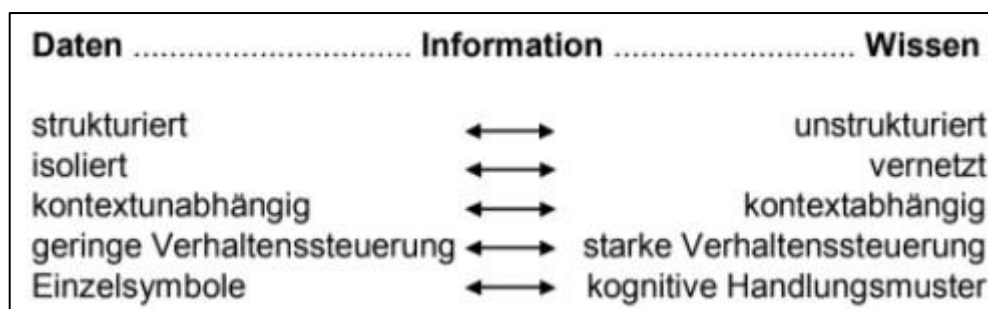 Daten ............................... Information ........................... Wissen
strukturiert ↔ unstrukturiert
isoliert ↔ vernetzt
kontextunabhängig ↔ kontextabhängig
geringe Verhaltenssteuerung ↔ starke Verhaltenssteuerung
Einzelsymbole ↔ kognitive Handlungsmuster